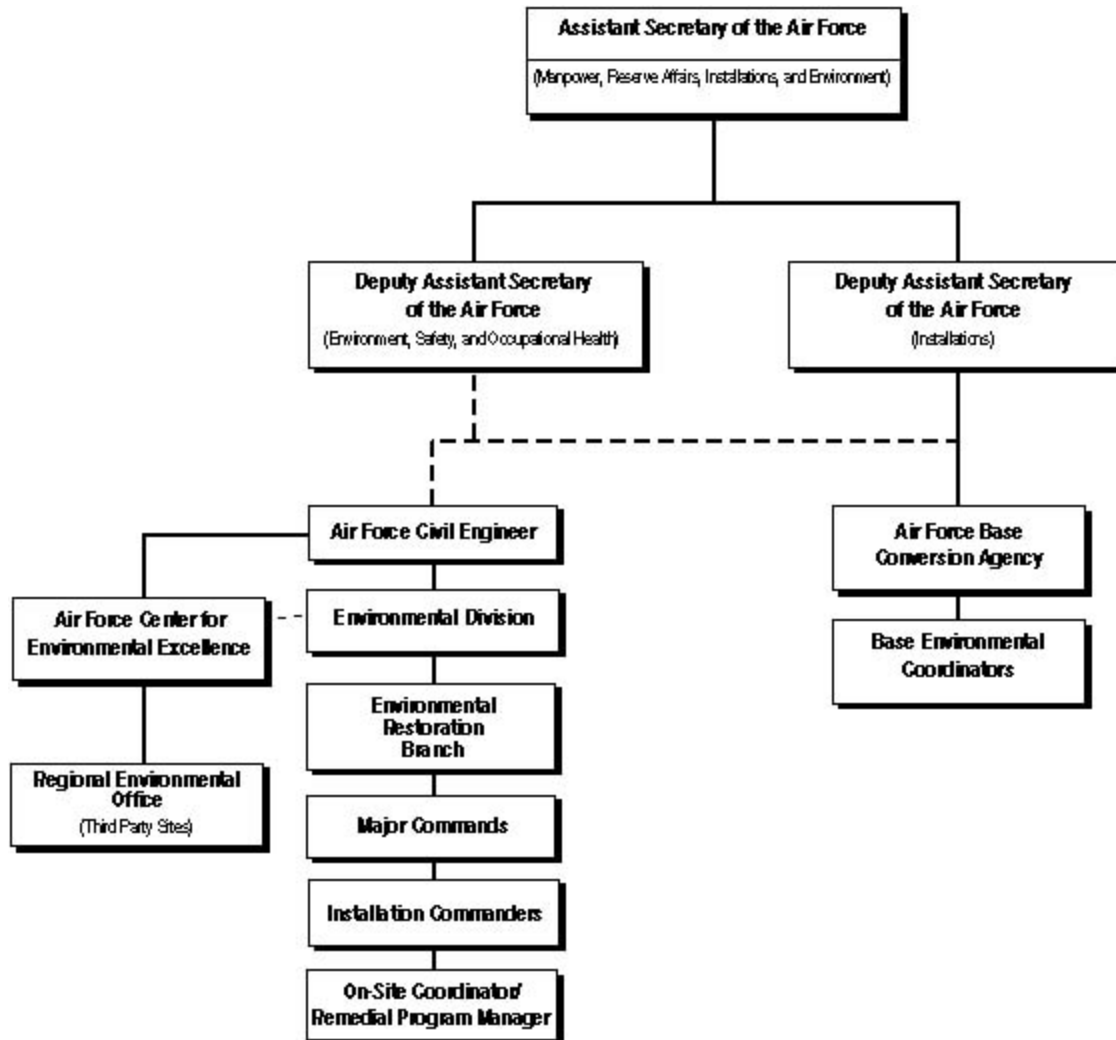 Assistant Secretary of the Air Force
(Manpower, Reserve Affairs, Installations, and Environment)
Deputy Assistant Secretary
of the Air Force
(Environment, Safety, and Occupational Health)
Deputy Assistant Secretary
of the Air Force
(Installations)
Air Force Civil Engineer
Air Force Base
Conversion Agency
Air Force Center for
Environmental Excellence
Environmental Division
Base Environmental
Coordinators
Environmental
Restoration
Branch
Regional Environmental
Office
(Third Party Sites)
Major Commands
Installation Commanders
On-Site Coordinator/
Remedial Program Manager